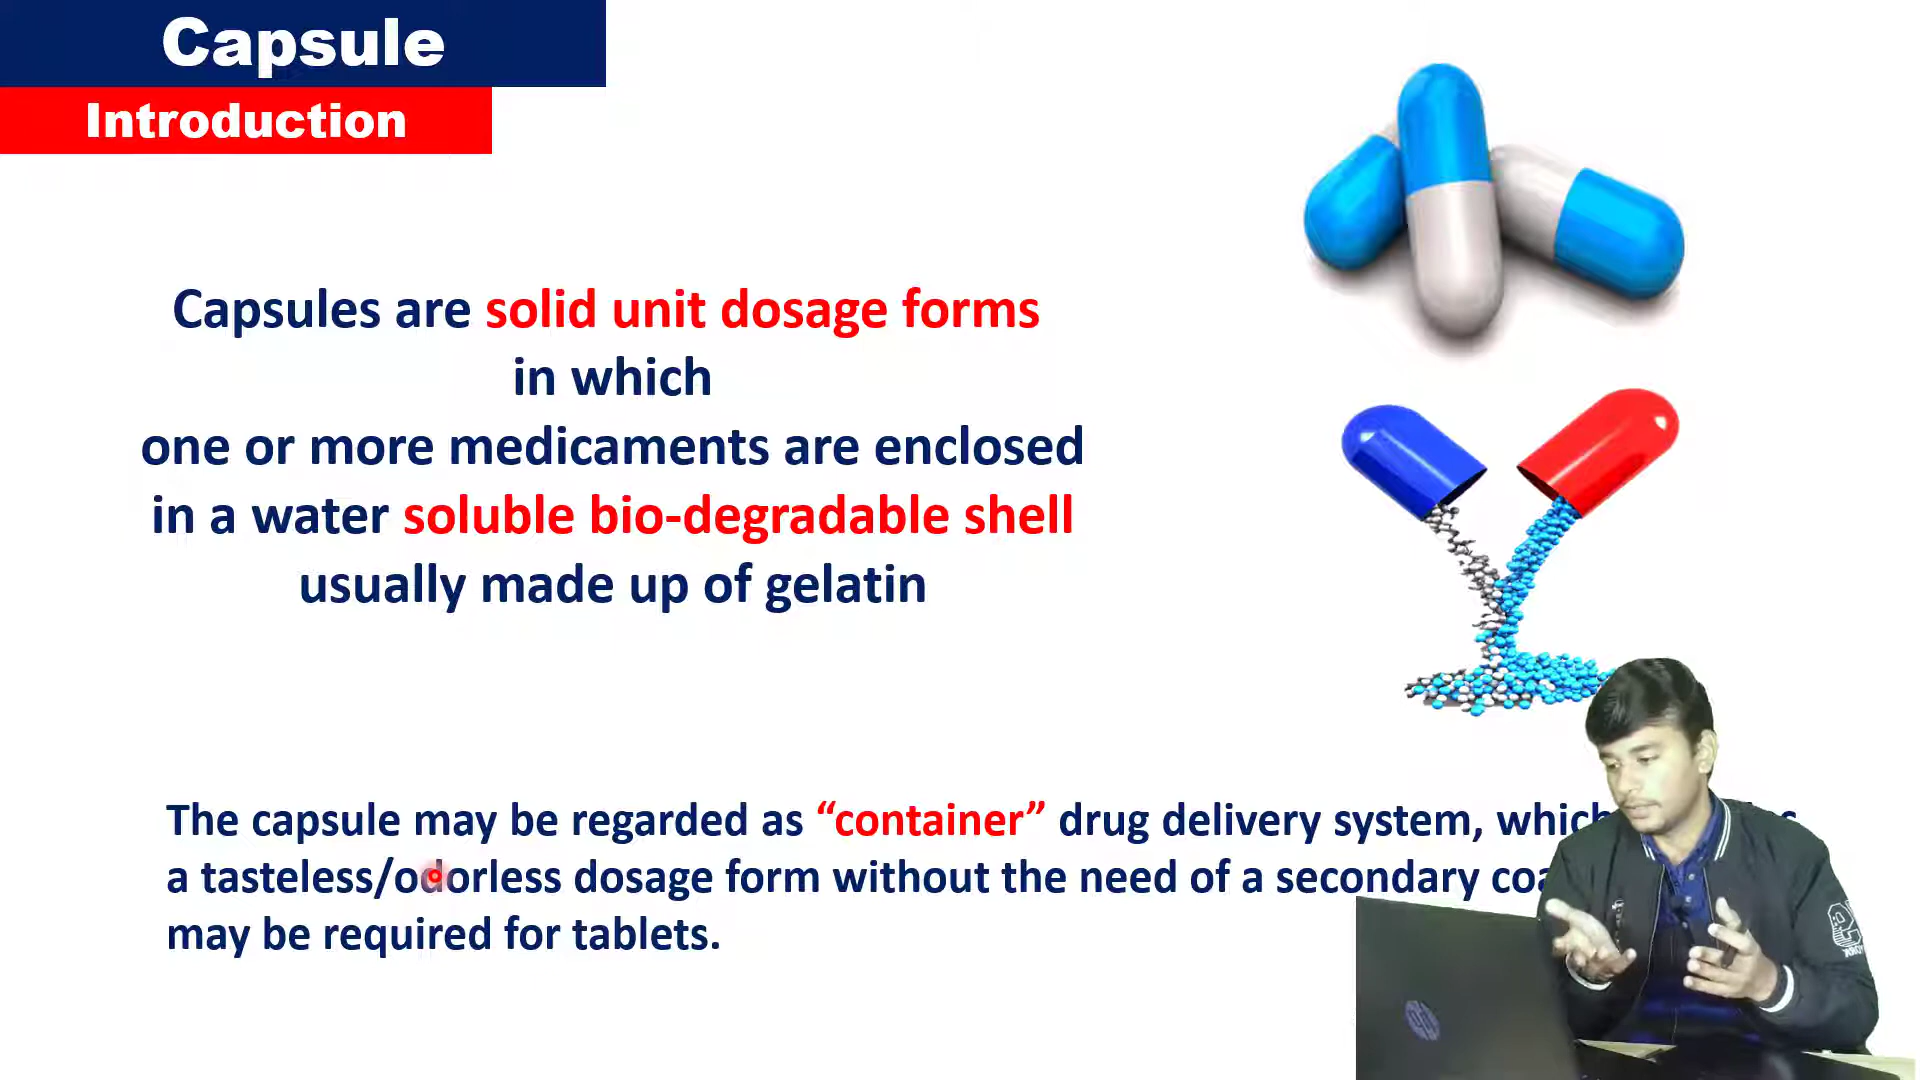 Capsule
Introduction
Capsules are solid unit dosage forms
in which
one or more medicaments are enclosed
in a water soluble bio-degradable shell
usually made up of gelatin
The capsule may be regarded as “container” drug delivery system,
a tasteless/odorless dosage form without the need of a secondary
may be required for tablets.
hp